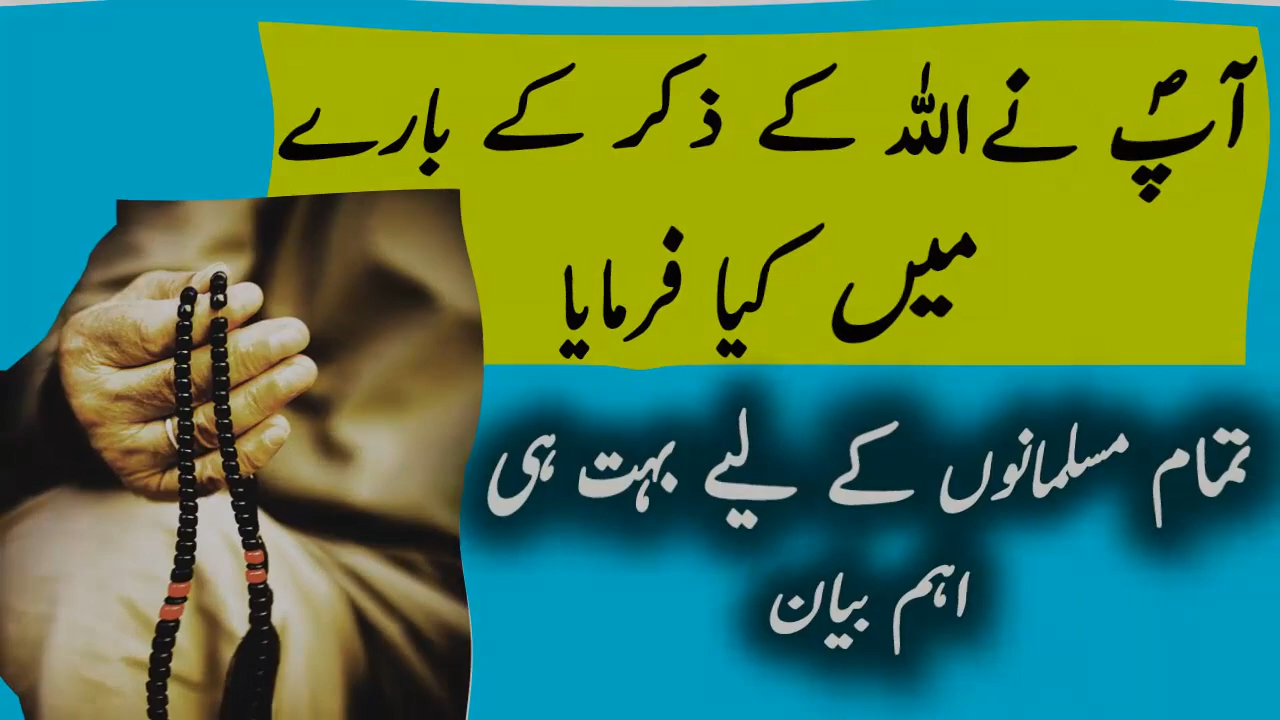 آپؐ نے اللہ کے ذکر کے بارے
میں کیا فرمایا
تمام مسلمانوں کے لیے بہت ہی
اہم بیان